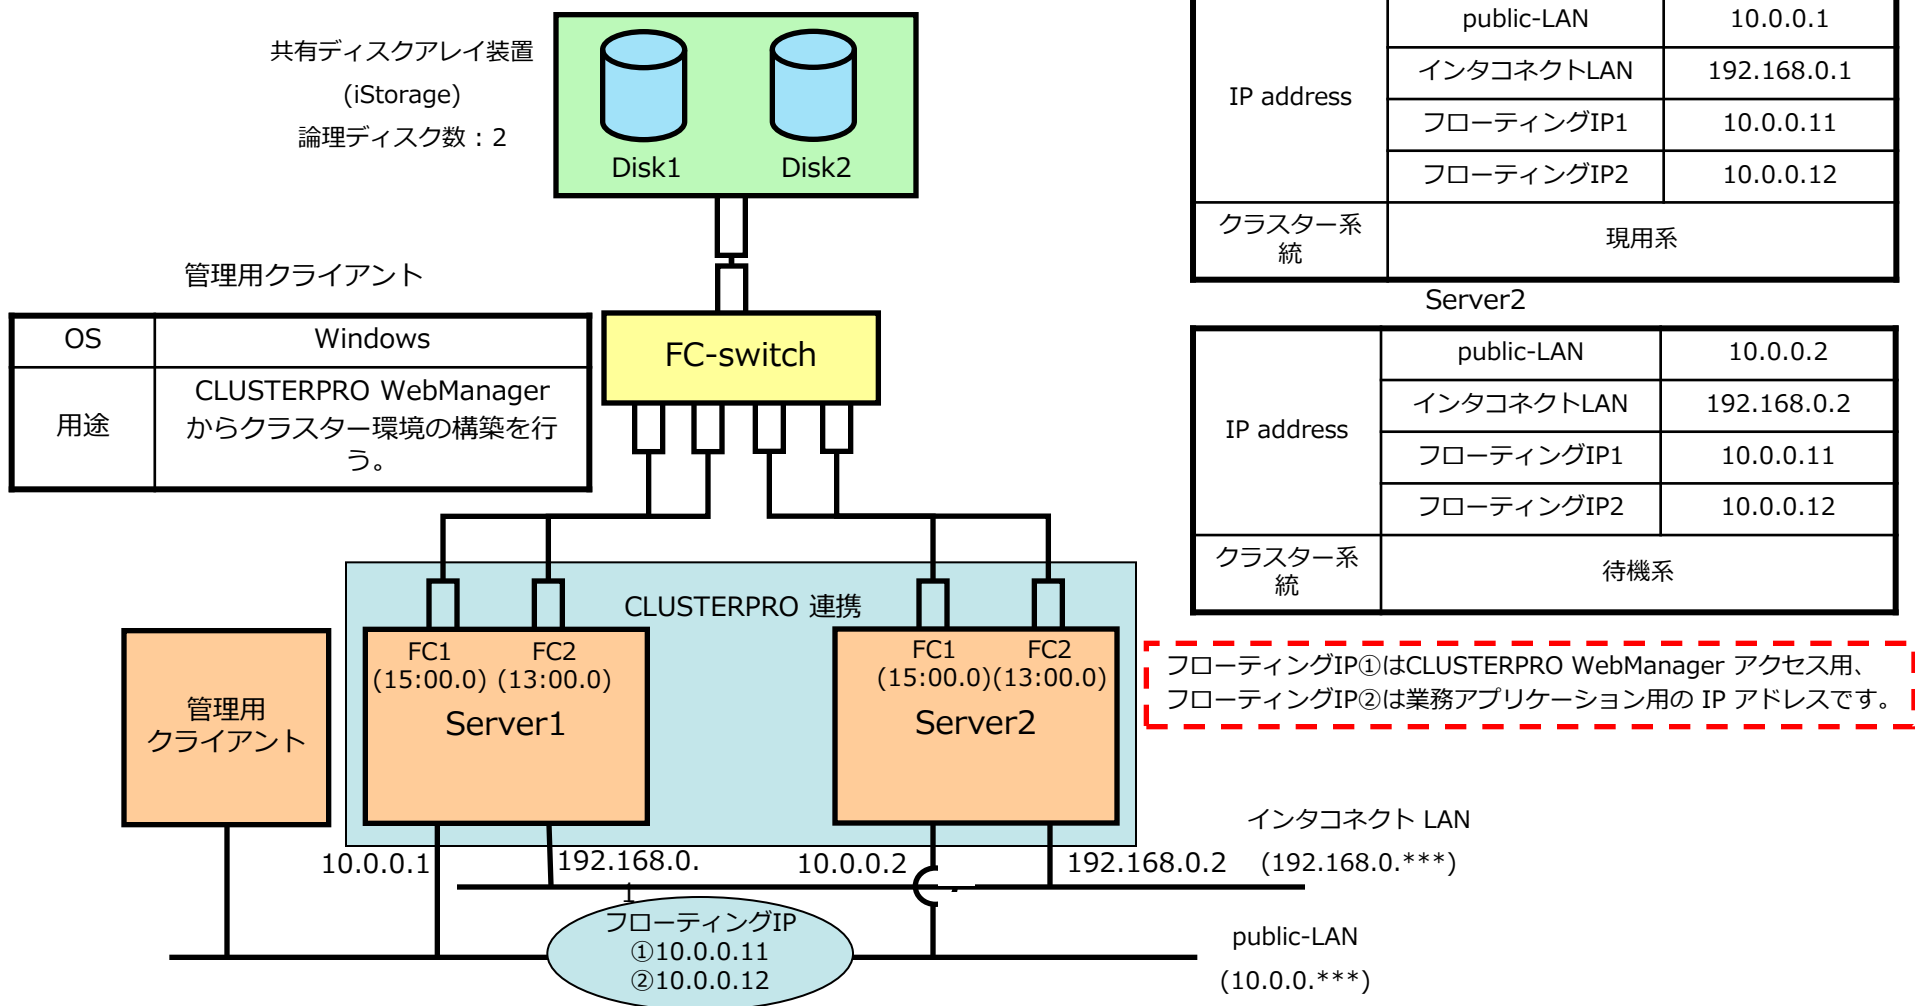 共有ディスクアレイ装置
(iStorage)
論理ディスク数：2
Disk1
Disk2
IP address
public-LAN
10.0.0.1
インタコネクトLAN
192.168.0.1
フローティングIP1
10.0.0.11
フローティングIP2
10.0.0.12
クラスター系
統
現用系
Server2
IP address
public-LAN
10.0.0.2
インタコネクトLAN
192.168.0.2
フローティングIP1
10.0.0.11
フローティングIP2
10.0.0.12
クラスター系
統
待機系
管理用クライアント
OS
Windows
用途
CLUSTERPRO WebManager
からクラスター環境の構築を行
う。
FC-switch
CLUSTERPRO 連携
FC1
(15:00.0)
FC2
(13:00.0)
Server1
FC1
(15:00.0)
FC2
(13:00.0)
Server2
管理用
クライアント
フローティングIP①はCLUSTERPRO WebManager アクセス用、
フローティングIP②は業務アプリケーション用の IP アドレスです。
10.0.0.1
192.168.0.
1
10.0.0.2
192.168.0.2
インタコネクト LAN
(192.168.0.***)
フローティングIP
①10.0.0.11
②10.0.0.12
public-LAN
(10.0.0.***)